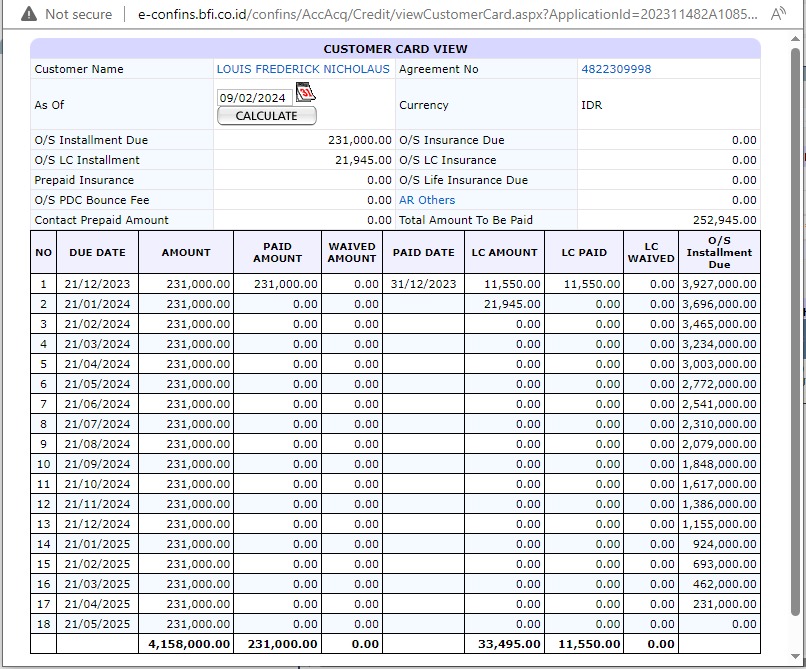 Not secure e-confins.bfi.co.id/confins/AccAcq/Credit/viewCustomerCard.aspx?ApplicationId=202311482A1085... A
CUSTOMER CARD VIEW
Customer Name LOUIS FREDERICK NICHOLAUS Agreement No 4822309998
As Of 09/02/2024 31 Currency IDR
CALCULATE
O/S Installment Due 231,000.00 O/S Insurance Due 0.00
O/S LC Installment 21,945.00 O/S LC Insurance 0.00
Prepaid Insurance 0.00 O/S Life Insurance Due 0.00
O/S PDC Bounce Fee 0.00 AR Others 0.00
Contact Prepaid Amount 0.00 Total Amount To Be Paid 252,945.00
NO DUE DATE AMOUNT PAID AMOUNT WAIVED AMOUNT PAID DATE LC AMOUNT LC PAID LC WAIVED O/S Installment Due
1 21/12/2023 231,000.00 231,000.00 0.00 31/12/2023 11,550.00 11,550.00 0.00 3,927,000.00
2 21/01/2024 231,000.00 0.00 0.00 21,945.00 0.00 0.00 3,696,000.00
3 21/02/2024 231,000.00 0.00 0.00 0.00 0.00 0.00 3,465,000.00
4 21/03/2024 231,000.00 0.00 0.00 0.00 0.00 0.00 3,234,000.00
5 21/04/2024 231,000.00 0.00 0.00 0.00 0.00 0.00 3,003,000.00
6 21/05/2024 231,000.00 0.00 0.00 0.00 0.00 0.00 2,772,000.00
7 21/06/2024 231,000.00 0.00 0.00 0.00 0.00 0.00 2,541,000.00
8 21/07/2024 231,000.00 0.00 0.00 0.00 0.00 0.00 2,310,000.00
9 21/08/2024 231,000.00 0.00 0.00 0.00 0.00 0.00 2,079,000.00
10 21/09/2024 231,000.00 0.00 0.00 0.00 0.00 0.00 1,848,000.00
11 21/10/2024 231,000.00 0.00 0.00 0.00 0.00 0.00 1,617,000.00
12 21/11/2024 231,000.00 0.00 0.00 0.00 0.00 0.00 1,386,000.00
13 21/12/2024 231,000.00 0.00 0.00 0.00 0.00 0.00 1,155,000.00
14 21/01/2025 231,000.00 0.00 0.00 0.00 0.00 0.00 924,000.00
15 21/02/2025 231,000.00 0.00 0.00 0.00 0.00 0.00 693,000.00
16 21/03/2025 231,000.00 0.00 0.00 0.00 0.00 0.00 462,000.00
17 21/04/2025 231,000.00 0.00 0.00 0.00 0.00 0.00 231,000.00
18 21/05/2025 231,000.00 0.00 0.00 0.00 0.00 0.00 0.00
4,158,000.00 231,000.00 0.00 33,495.00 11,550.00 0.00